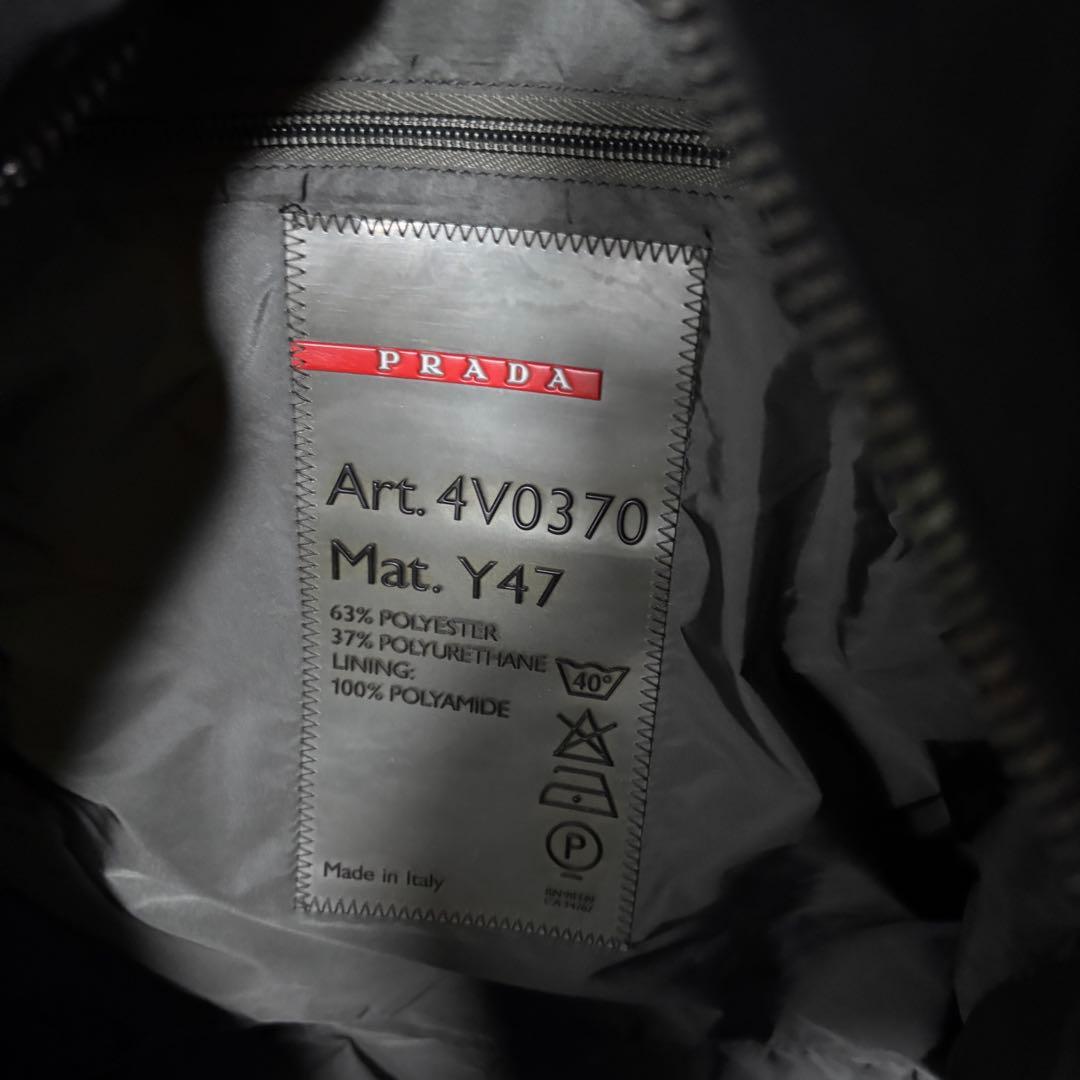 PRADA
Art. 4V0370
Mat. Y47
63% POLYESTER
37% POLYURETHANE
LINING:
100% POLYAMIDE
40°
P
Made in Italy